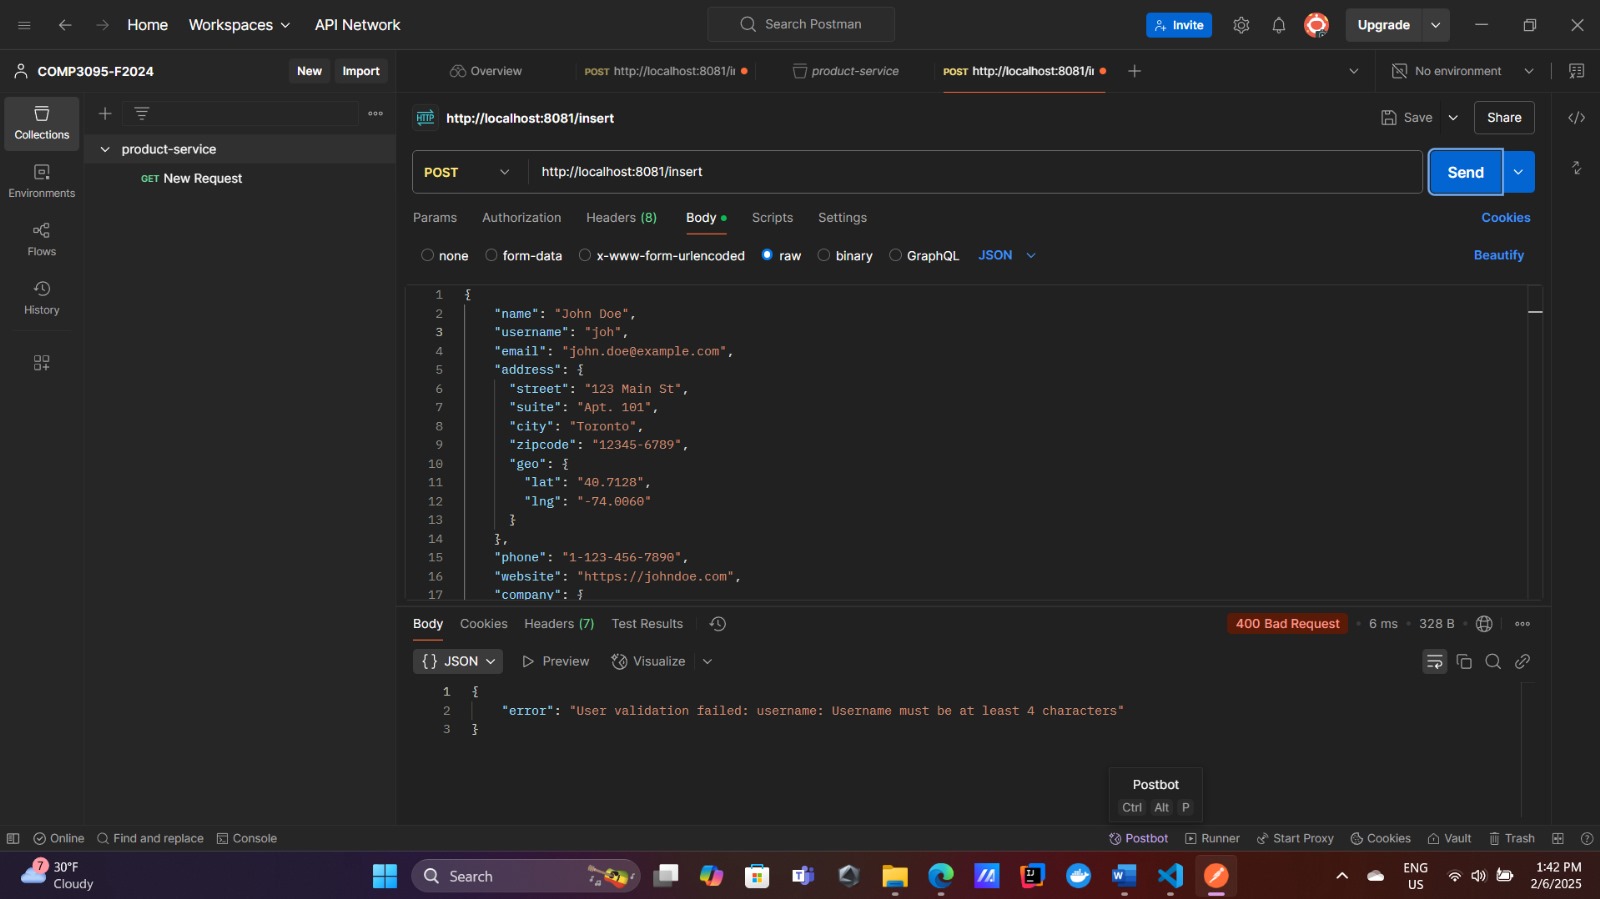 Home
Workspaces
API Network
Search Postman
Invite
Upgrade
COMP3095-F2024
New
Import
Overview
POST http://localhost:8081/i
product-service
POST http://localhost:8081/i
No environment
Collections
Environments
Flows
History
product-service
GET New Request
HTTP
http://localhost:8081/insert
Save
Share
POST
http://localhost:8081/insert
Send
Params
Authorization
Headers (8)
Body
Scripts
Settings
Cookies
none
form-data
x-www-form-urlencoded
raw
binary
GraphQL
JSON
Beautify
1 {
2 "name": "John Doe",
3 "username": "joh",
4 "email": "john.doe@example.com",
5 "address": {
6 "street": "123 Main St",
7 "suite": "Apt. 101",
8 "city": "Toronto",
9 "zipcode": "12345-6789",
10 "geo": {
11 "lat": "40.7128",
12 "lng": "-74.0060"
13 }
14 },
15 "phone": "1-123-456-7890",
16 "website": "https://johndoe.com",
17 "company": {
Body
Cookies
Headers (7)
Test Results
400 Bad Request
6 ms
328 B
{} JSON
Preview
Visualize
1 {
2 "error": "User validation failed: username: Username must be at least 4 characters"
3 }
Postbot
Ctrl Alt P
Online
Find and replace
Console
Postbot
Runner
Start Proxy
Cookies
Vault
Trash
7
30°F
Cloudy
Search
ENG
US
1:42 PM
2/6/2025